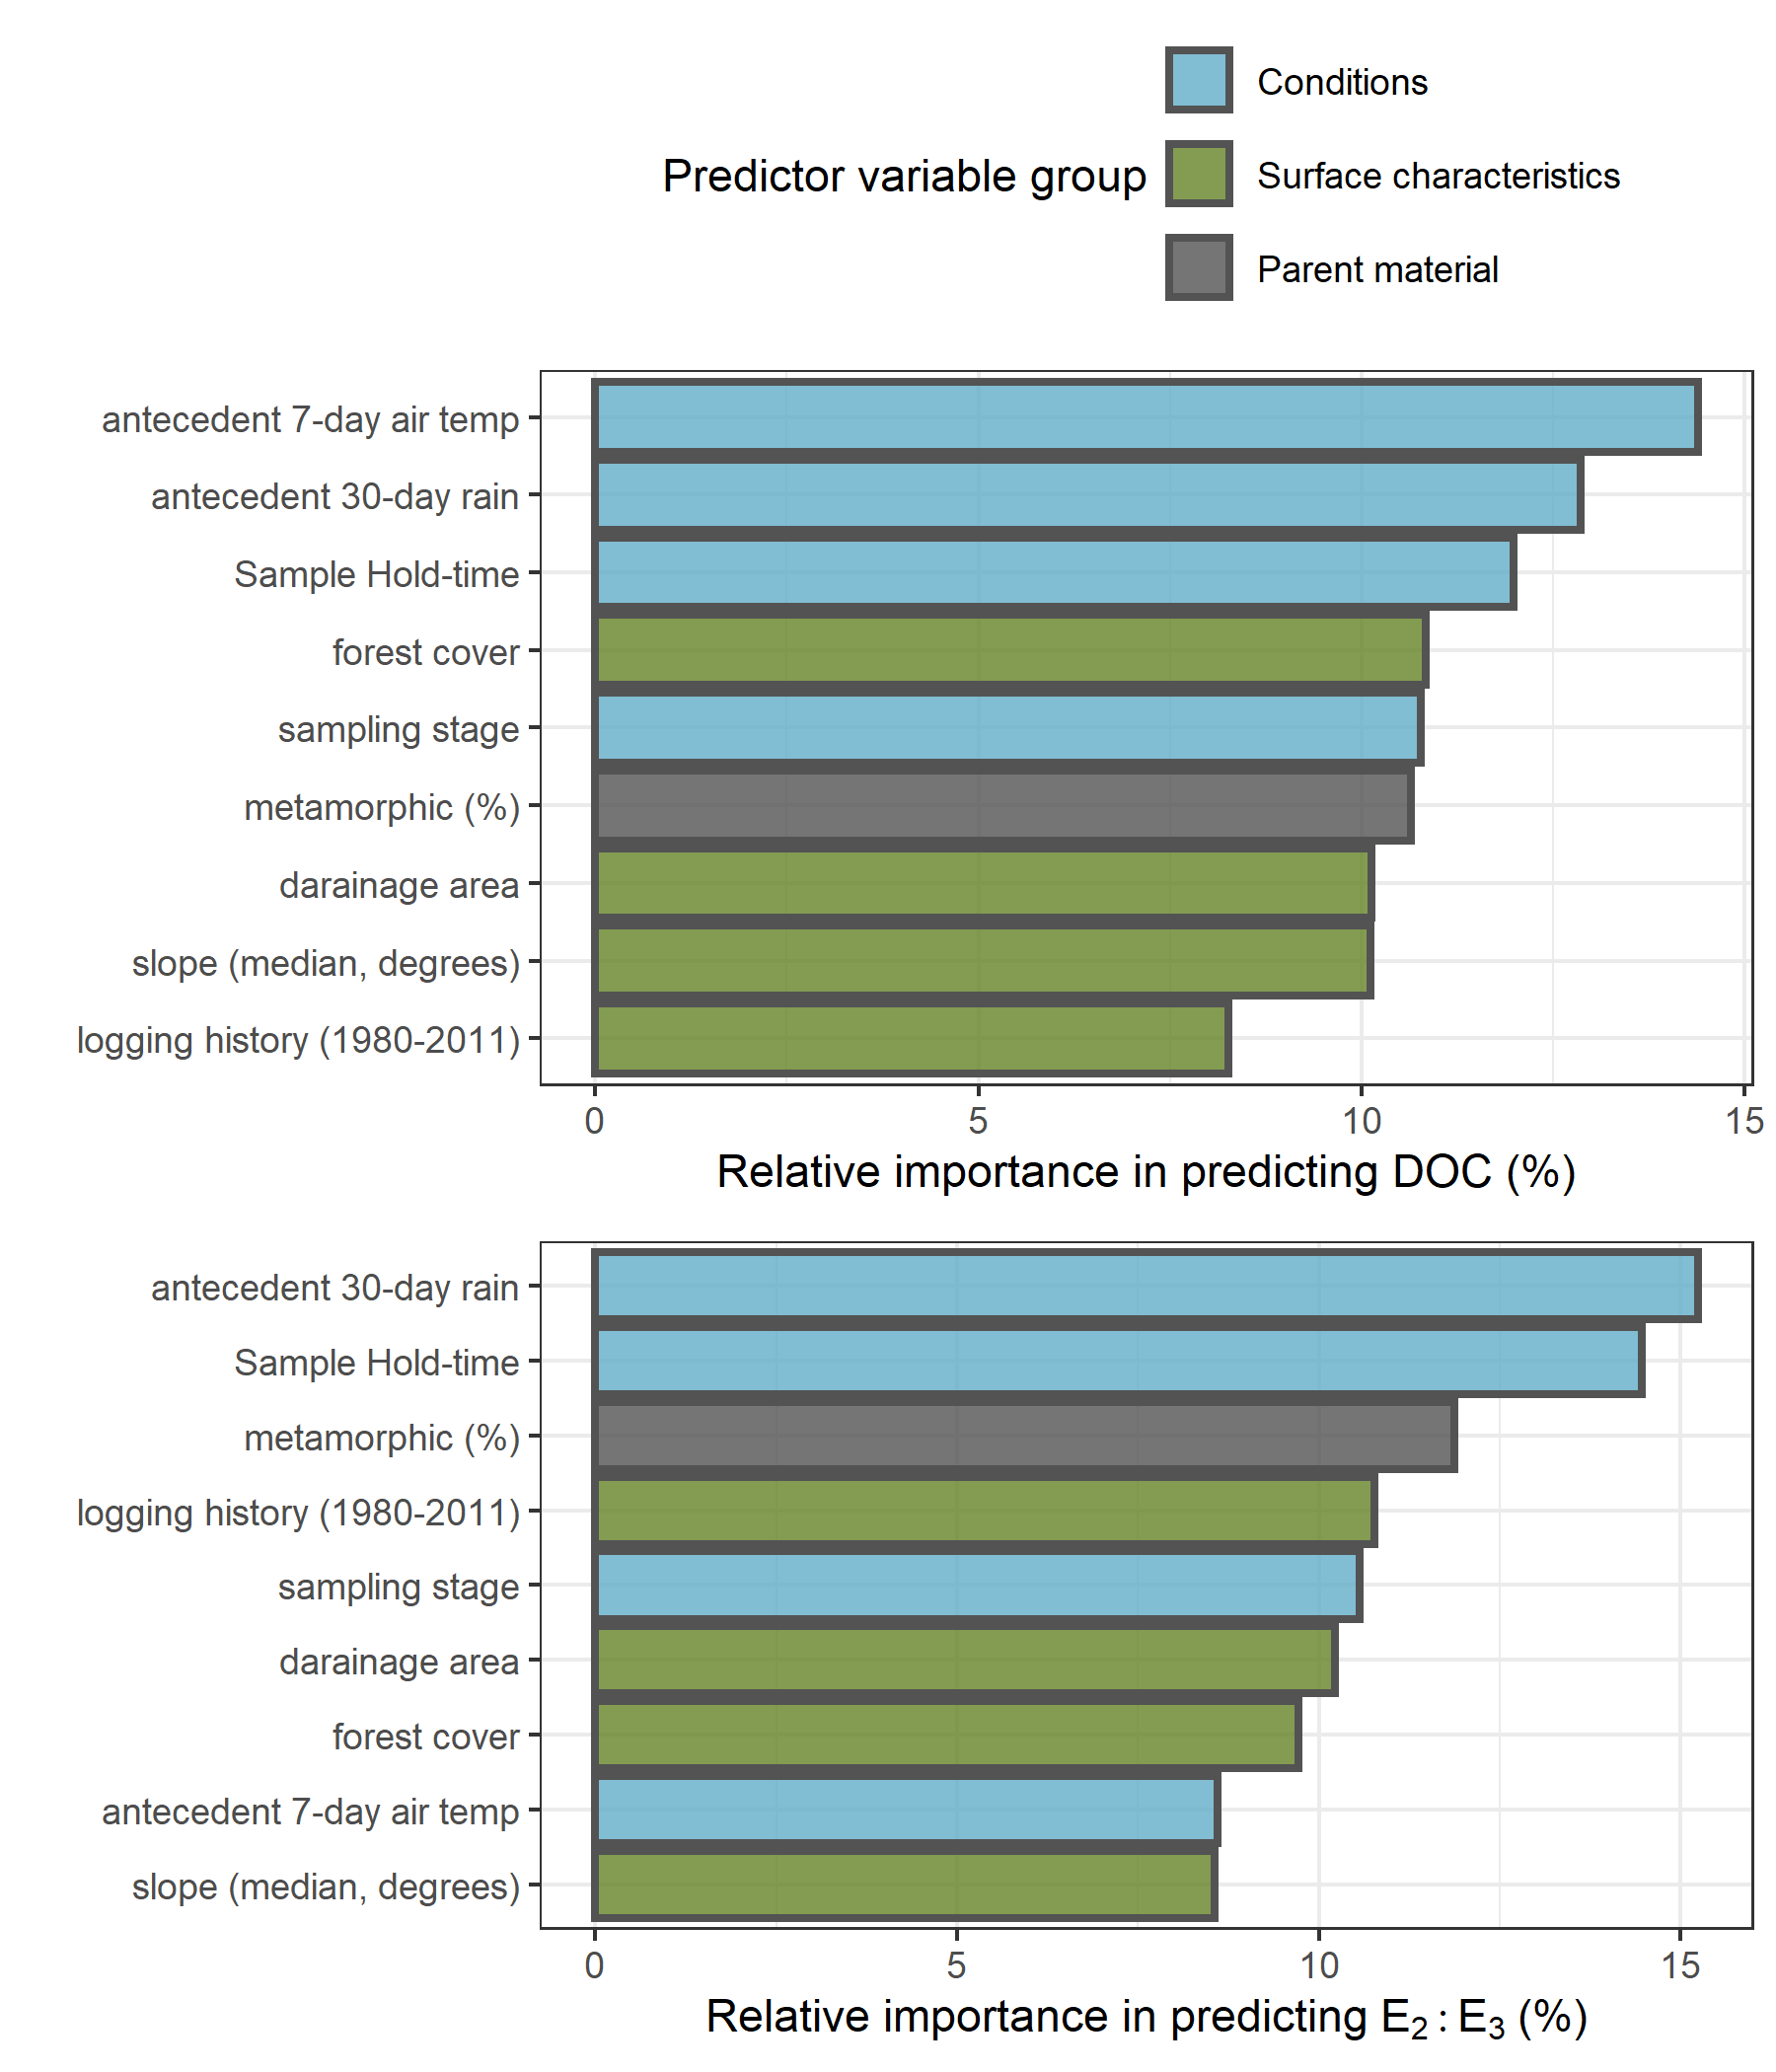 Predictor variable group
Conditions
Surface characteristics
Parent material
antecedent 7-day air temp
antecedent 30-day rain
Sample Hold-time
forest cover
sampling stage
metamorphic (%)
darainage area
slope (median, degrees)
logging history (1980-2011)
0 5 10 15
Relative importance in predicting DOC (%)
antecedent 30-day rain
Sample Hold-time
metamorphic (%)
logging history (1980-2011)
sampling stage
darainage area
forest cover
antecedent 7-day air temp
slope (median, degrees)
0 5 10 15
Relative importance in predicting E₂ : E₃ (%)